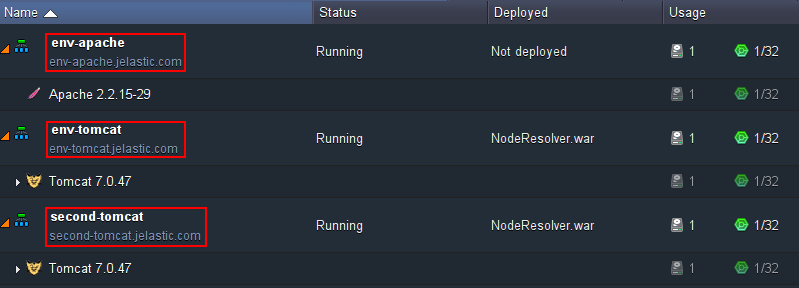 Name Status Deployed Usage
env-apache
env-apache.jelastic.com Running Not deployed 1 1/32
Apache 2.2.15-29 1 1/32
env-tomcat
env-tomcat.jelastic.com Running NodeResolver.war 1 1/32
Tomcat 7.0.47 1 1/32
second-tomcat
second-tomcat.jelastic.com Running NodeResolver.war 1 1/32
Tomcat 7.0.47 1 1/32